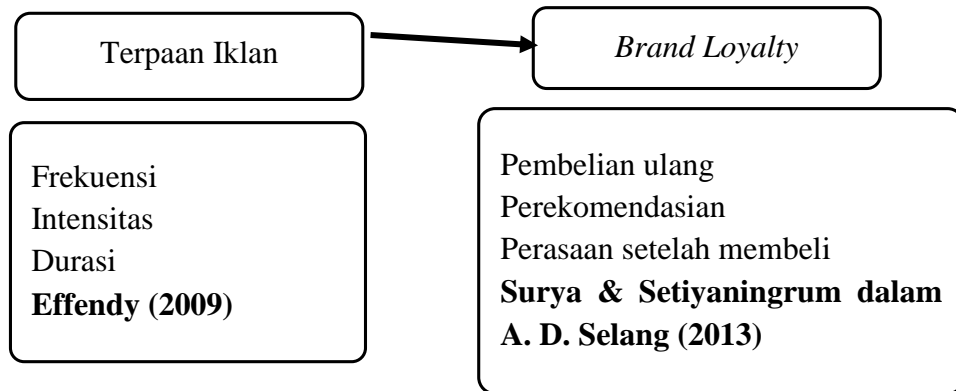 Terpaan Iklan
Brand Loyalty
Frekuensi
Intensitas
Durasi
Effendy (2009)
Pembelian ulang
Perekomendasian
Perasaan setelah membeli
Surya & Setiyaningrum dalam
A. D. Selang (2013)